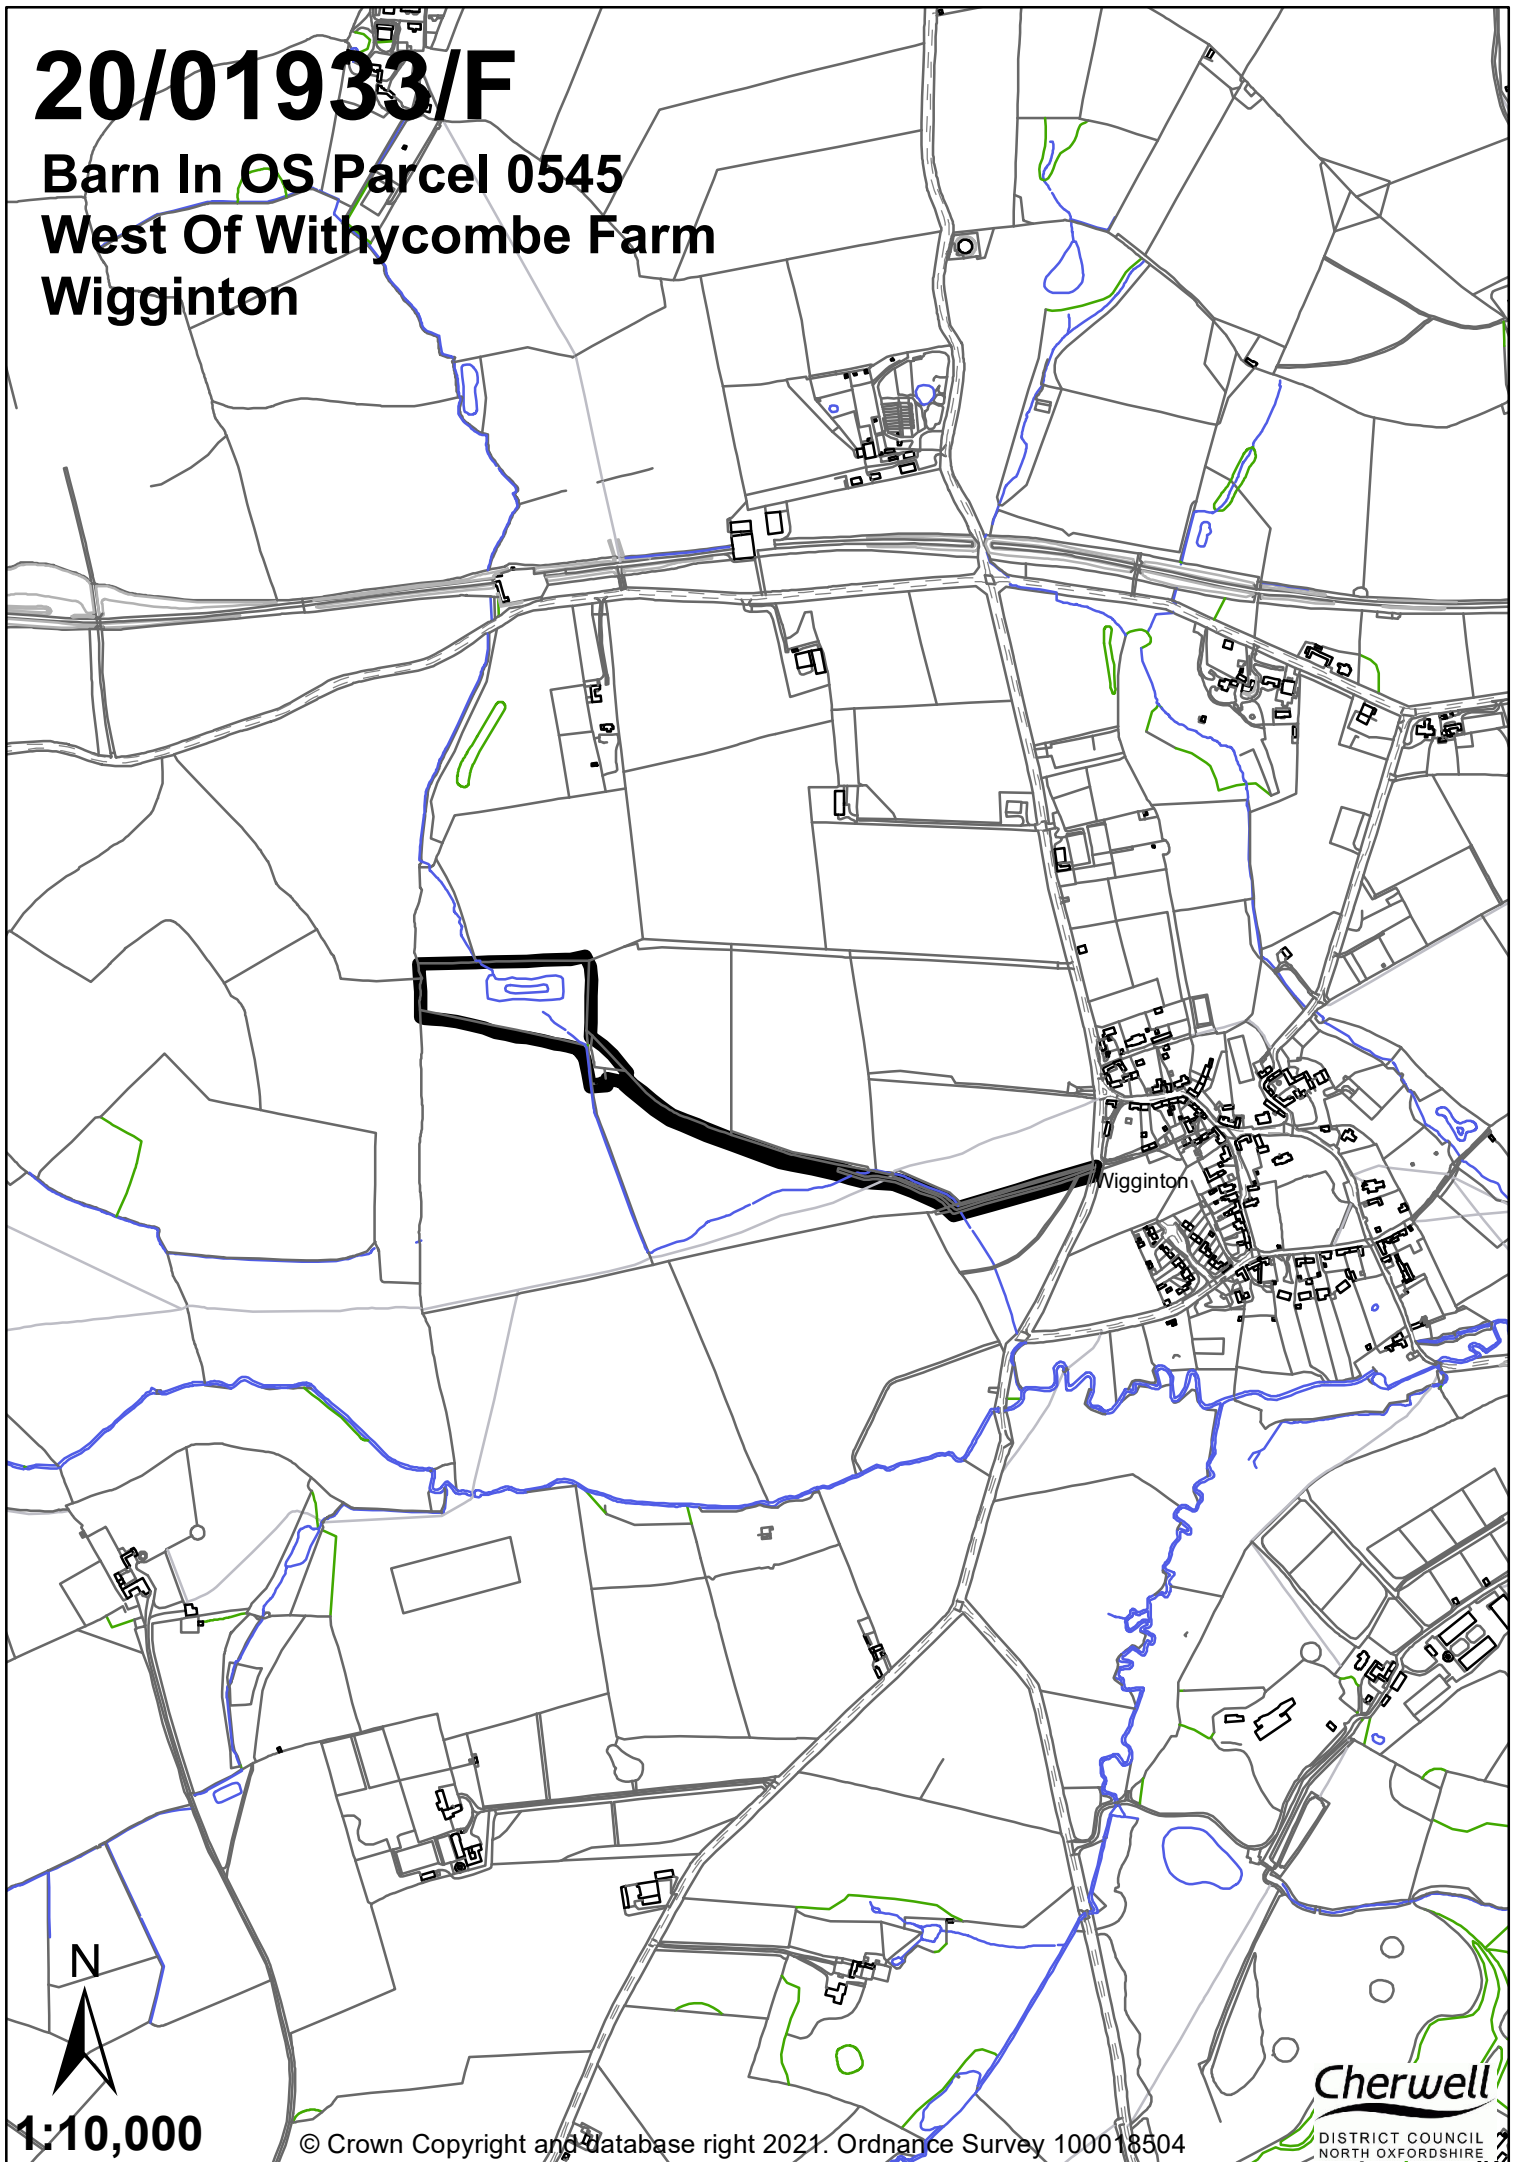 20/01933/F
Barn In OS Parcel 0545
West Of Withycombe Farm
Wigginton
Wigginton
N
1:10,000
© Crown Copyright and database right 2021. Ordnance Survey 100018504
Cherwell
DISTRICT COUNCIL
NORTH OXFORDSHIRE